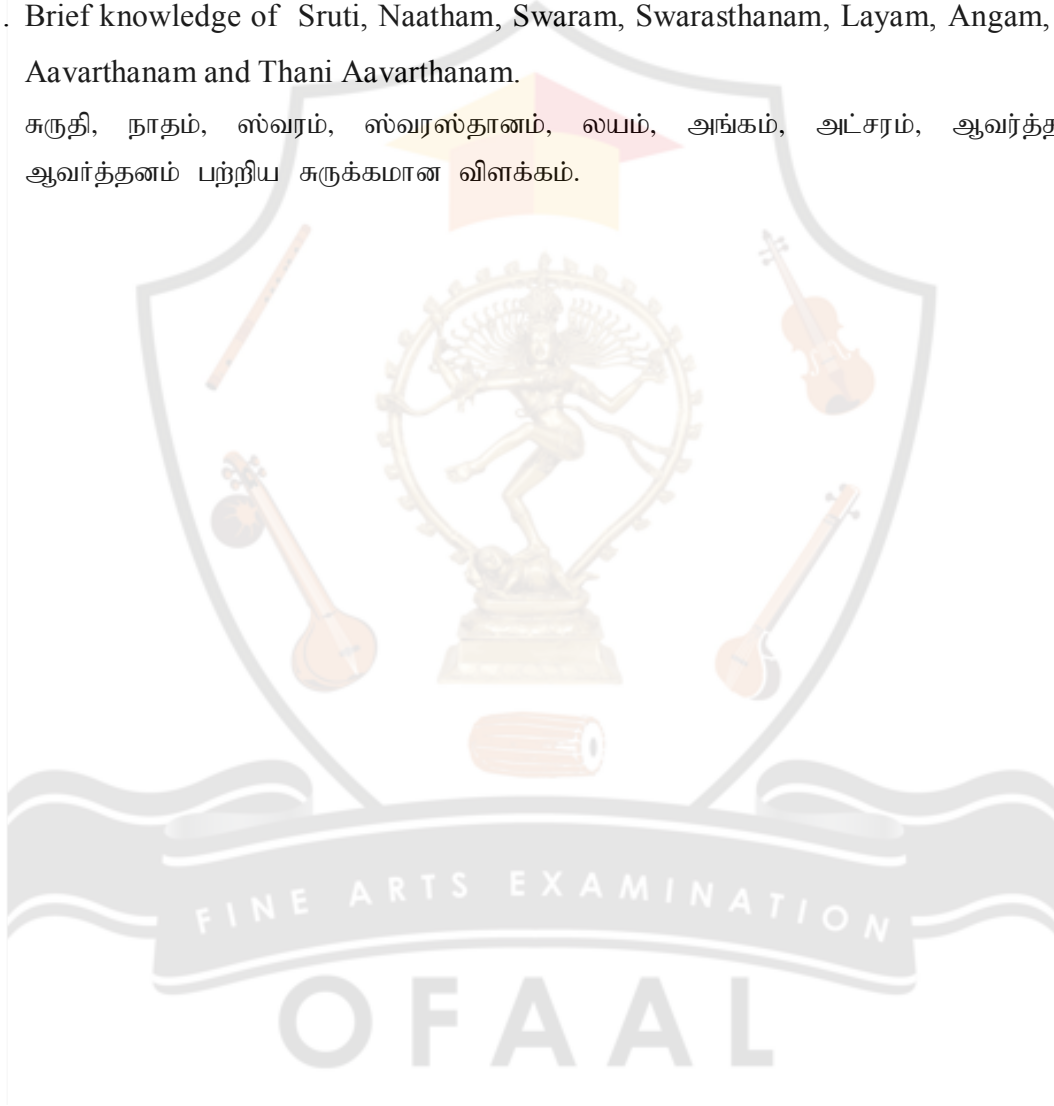 . Brief knowledge of Sruti, Naatham, Swaram, Swarasthanam, Layam, Angam,
Aavarthanam and Thani Aavarthanam.
சுருதி, நாதம், ஸ்வரம், ஸ்வரஸ்தானம், லயம், அங்கம், அட்சரம், ஆவர்த்த
ஆவர்த்தனம் பற்றிய சுருக்கமான விளக்கம்.
FINE ARTS EXAMINATION
OFAAL